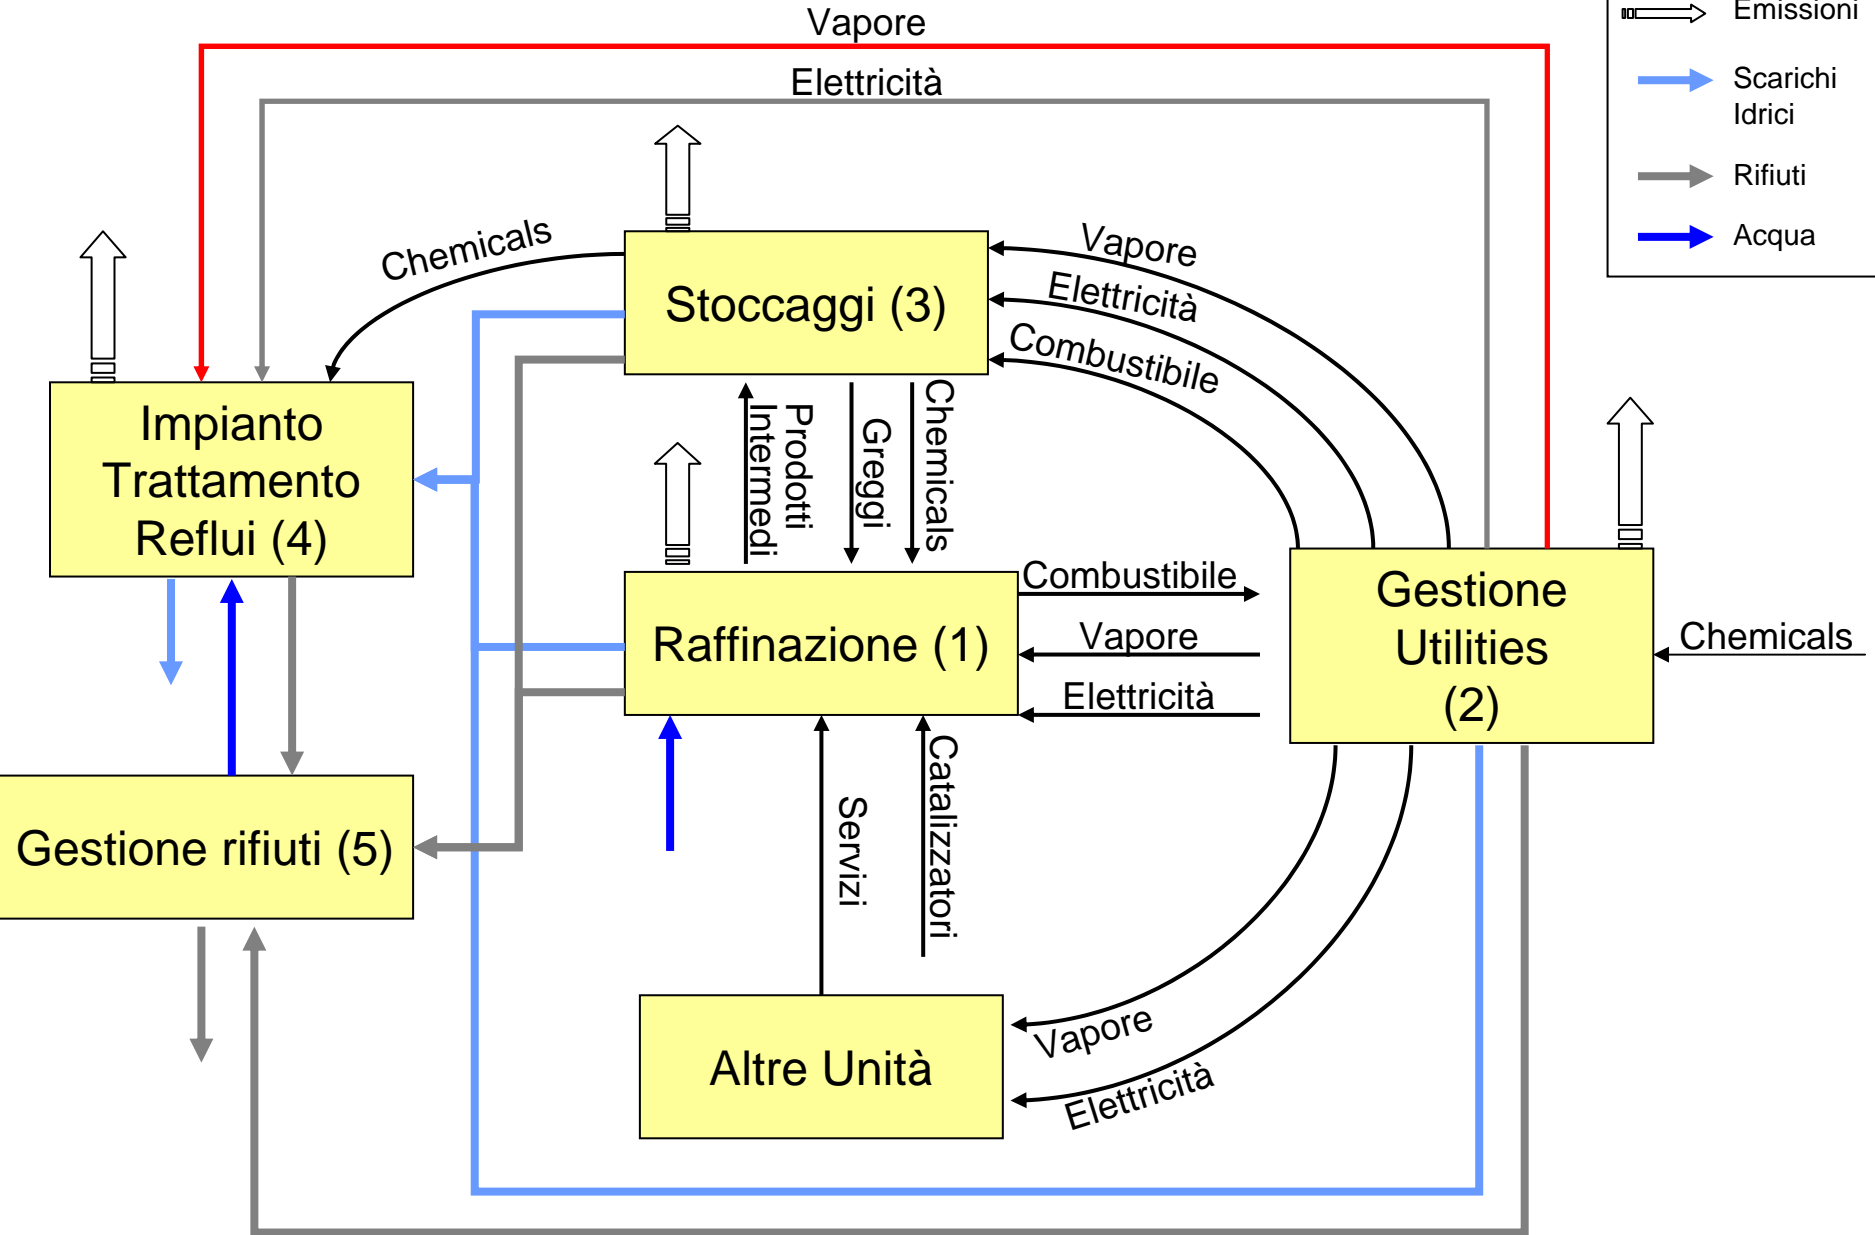 Vapore
Emissioni
Elettricità
Scarichi
Idrici
Rifiuti
Acqua
Chemicals
Vapore
Elettricità
Combustibile
Stoccaggi (3)
Impianto
Trattamento
Reflui (4)
Prodotti
Intermedi
Greggi
Chemicals
Combustibile
Vapore
Elettricità
Raffinazione (1)
Gestione
Utilities
(2)
Chemicals
Gestione rifiuti (5)
Servizi
Catalizzatori
Altre Unità
Vapore
Elettricità